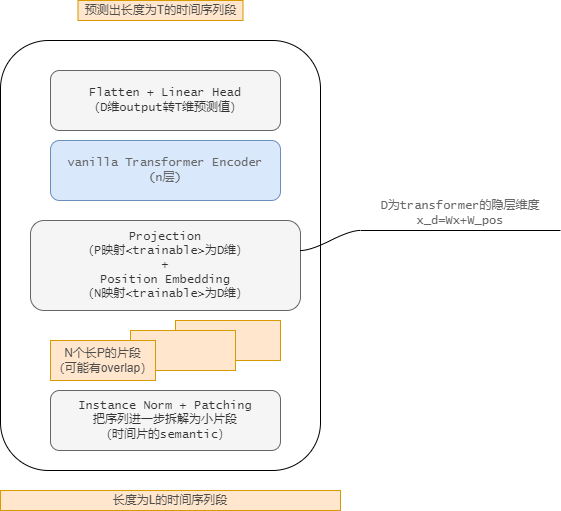 预测出长度为T的时间序列段
Flatten + Linear Head
（D维output转T维预测值）
vanilla Transformer Encoder
（n层）
D为transformer的隐层维度
x_d=Wx+W_pos
Projection
（P映射<trainable>为D维）
+
Position Embedding
（N映射<trainable>为D维）
N个长P的片段
（可能有overlap）
Instance Norm + Patching
把序列进一步拆解为小片段
（时间片的semantic）
长度为L的时间序列段